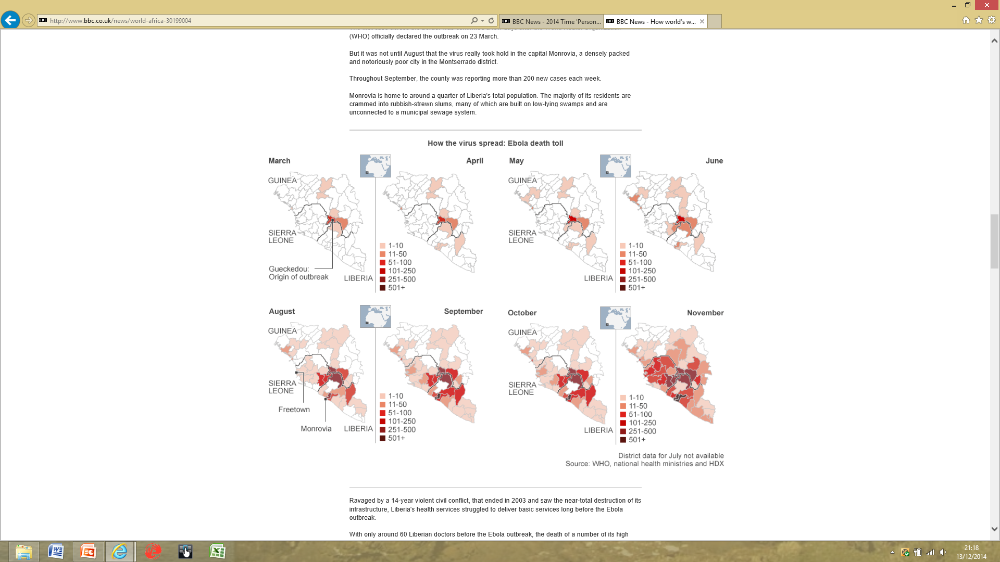 http://www.bbc.co.uk/news/world-africa-30199004
BBC News - 2014 Time 'Person...
BBC News - How world's w...
(WHO) officially declared the outbreak on 23 March.
But it was not until August that the virus really took hold in the capital Monrovia, a densely packed
and notoriously poor city in the Montserrado district.
Throughout September, the county was reporting more than 200 new cases each week.
Monrovia is home to around a quarter of Liberia's total population. The majority of its residents are
crammed into rubbish-strewn slums, many of which are built on low-lying swamps and are
unconnected to a municipal sewage system.
How the virus spread: Ebola death toll
March
April
GUINEA
SIERRA
LEONE
Gueckedou:
Origin of outbreak
LIBERIA
1-10
11-50
51-100
101-250
251-500
501+
May
June
GUINEA
SIERRA
LEONE
LIBERIA
1-10
11-50
51-100
101-250
251-500
501+
August
September
GUINEA
SIERRA
LEONE
Freetown
Monrovia
LIBERIA
1-10
11-50
51-100
101-250
251-500
501+
October
November
GUINEA
SIERRA
LEONE
LIBERIA
1-10
11-50
51-100
101-250
251-500
501+
District data for July not available
Source: WHO, national health ministries and HDX
Ravaged by a 14-year violent civil conflict, that ended in 2003 and saw the near-total destruction of its
infrastructure, Liberia's health services struggled to deliver basic services long before the Ebola
outbreak.
With only around 60 Liberian doctors before the Ebola outbreak, the death of a number of its high
21:18
13/12/2014